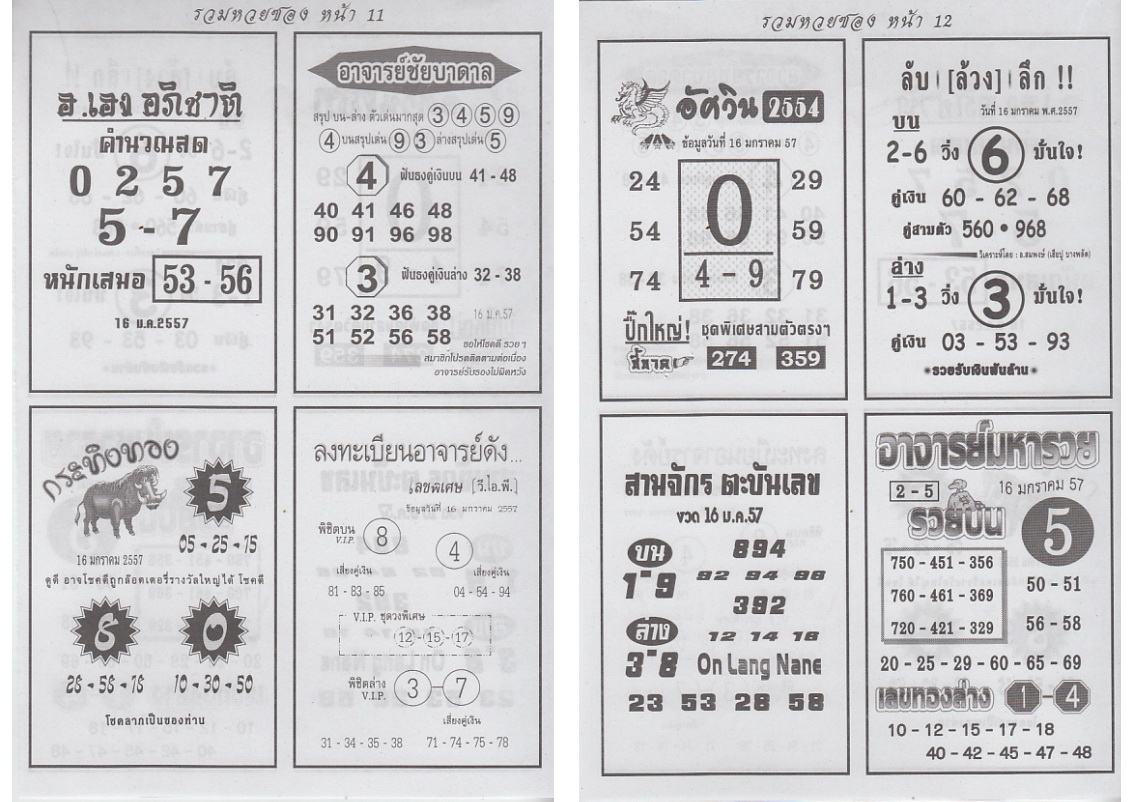 รวมหวยซอง หน้า 11
อ.เฮง อภิชาติ
คำนวณสด
0 2 5 7
5 - 7
หนักเสมอ 53 - 56
16 ม.ค.2557
อาจารย์ชัยบาดาล
สรุป บน-ล่าง ตัวเด่นมากสุด 3 4 5 9
4 บนสรุปเด่น 9 3 ล่างสรุปเด่น 5
4 ฟันธงคู่เงินบน 41 - 48
40 41 46 48
90 91 96 98
3 ฟันธงคู่เงินล่าง 32 - 38
31 32 36 38 16 ม.ค.57
51 52 53 58 ขอให้โชคดี รวย ๆ
สมาชิกโปรดติดตามต่อเนื่อง
อาจารย์รับรองไม่ผิดหวัง
กระทิงทอง
5
05 - 25 - 75
16 มกราคม 2557
ดูดี อาจโชคดีถูกล๊อตเตอรี่รางวัลใหญ่ได้ โชคดี
8 0
28 - 58 - 78 10 - 30 - 50
โชคลาภเป็นของท่าน
ลงทะเบียนอาจารย์ดัง...
เลขพิเศษ [วี.ไอ.พี.]
ข้อมูลวันที่ 16 มกราคม 2557
พิชิตบน V.I.P. 8 4
เสี่ยงคู่เงิน เสี่ยงคู่เงิน
81 - 83 - 85 04 - 54 - 94
V.I.P. ชุดวงพิเศษ
12 - 15 - 17
พิชิตล่าง V.I.P. 3 7
เสี่ยงคู่เงิน
31 - 34 - 35 - 38 71 - 74 - 75 - 78
รวมหวยซอง หน้า 12
อัศวิน 2554
ข้อมูลวันที่ 16 มกราคม 57
24 0 29
54 59
74 4 - 9 79
ปึ๊กใหญ่! ชุดพิเศษสามตัวตรงๆ
274 359
ลับ | [ล้วง] | ลึก !!
วันที่ 16 มกราคม พ.ศ.2557
บน
2-6 วิ่ง 6 มั่นใจ!
คู่เงิน 60 - 62 - 68
คู่สามตัว 560 • 968
ล่าง
1-3 วิ่ง 3 มั่นใจ!
คู่เงิน 03 - 53 - 93
*รวยรับเงินพันล้าน*
สามจักร ตะบันเลข
งวด 16 ม.ค.57
บน 894
1-9 92 94 98
392
ล่าง 12 14 18
3-8 On Lang Nane
23 53 28 58
อาจารย์มหารวย
2 - 5 16 มกราคม 57
รวยบน 5
750 - 451 - 356
760 - 461 - 369 50 - 51
720 - 421 - 329 56 - 58
20 - 25 - 29 - 60 - 65 - 69
เลขทองล่าง 1 - 4
10 - 12 - 15 - 17 - 18
40 - 42 - 45 - 47 - 48